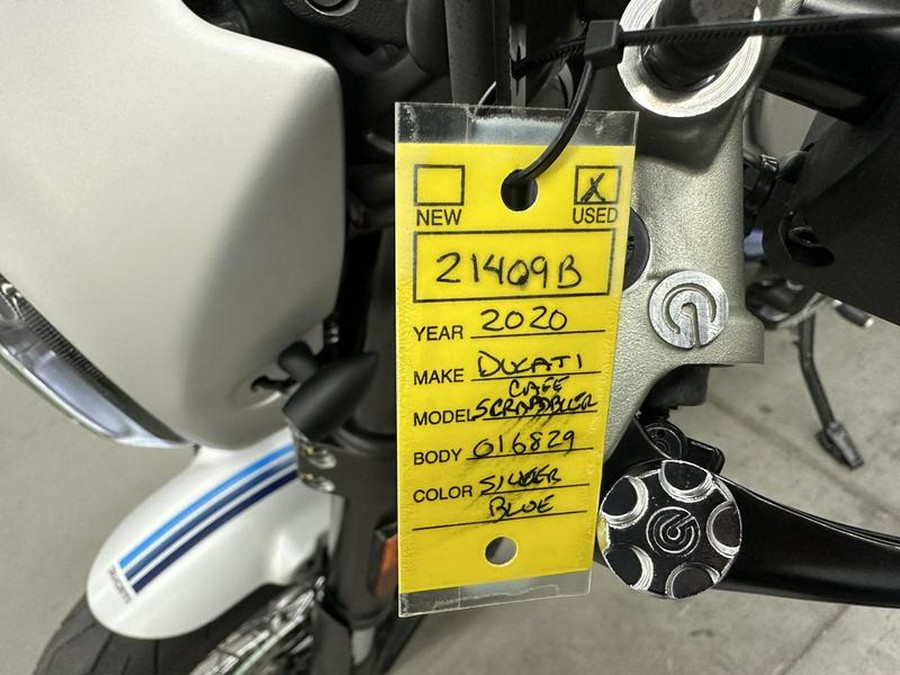 X
NEW USED
21409B
YEAR 2020
MAKE DUCATI
CAFE
MODEL SCRAMBLER
BODY 016829
COLOR SILVER
BLUE